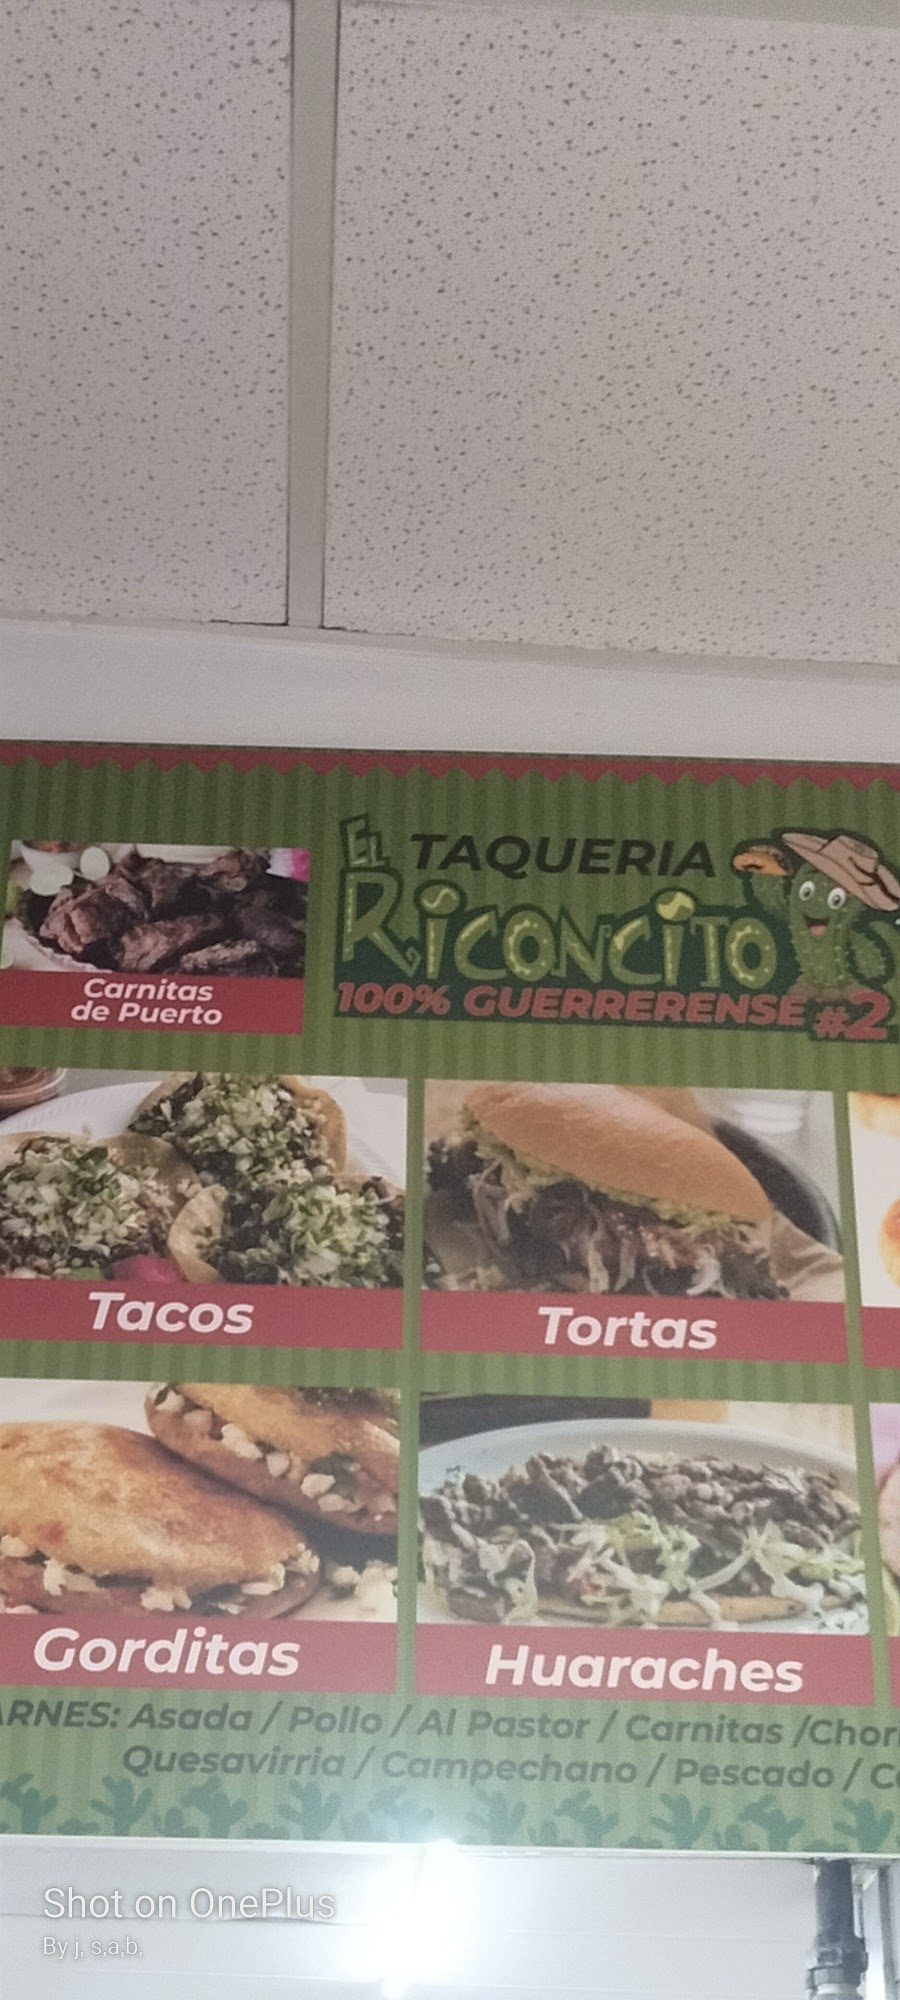 EL TAQUERIA
RiCONCiTO
100% GUERRERENSE #2
Carnitas
de Puerto
Tacos
Tortas
Gorditas
Huaraches
ARNES: Asada / Pollo / Al Pastor / Carnitas /Chor
Quesavirria / Campechano / Pescado / C
Shot on OnePlus
By j, s,a,b,